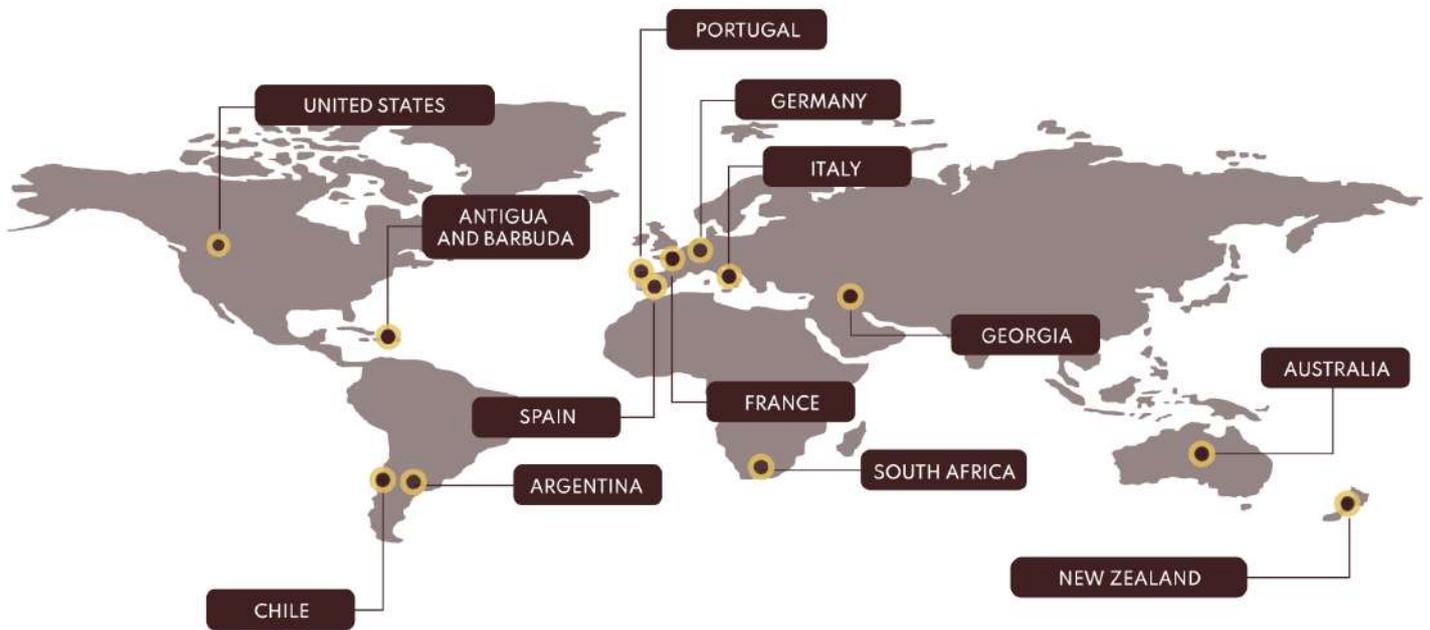 PORTUGAL
GERMANY
UNITED STATES
ITALY
ANTIGUA
AND BARBUDA
GEORGIA
AUSTRALIA
FRANCE
SPAIN
SOUTH AFRICA
ARGENTINA
NEW ZEALAND
CHILE